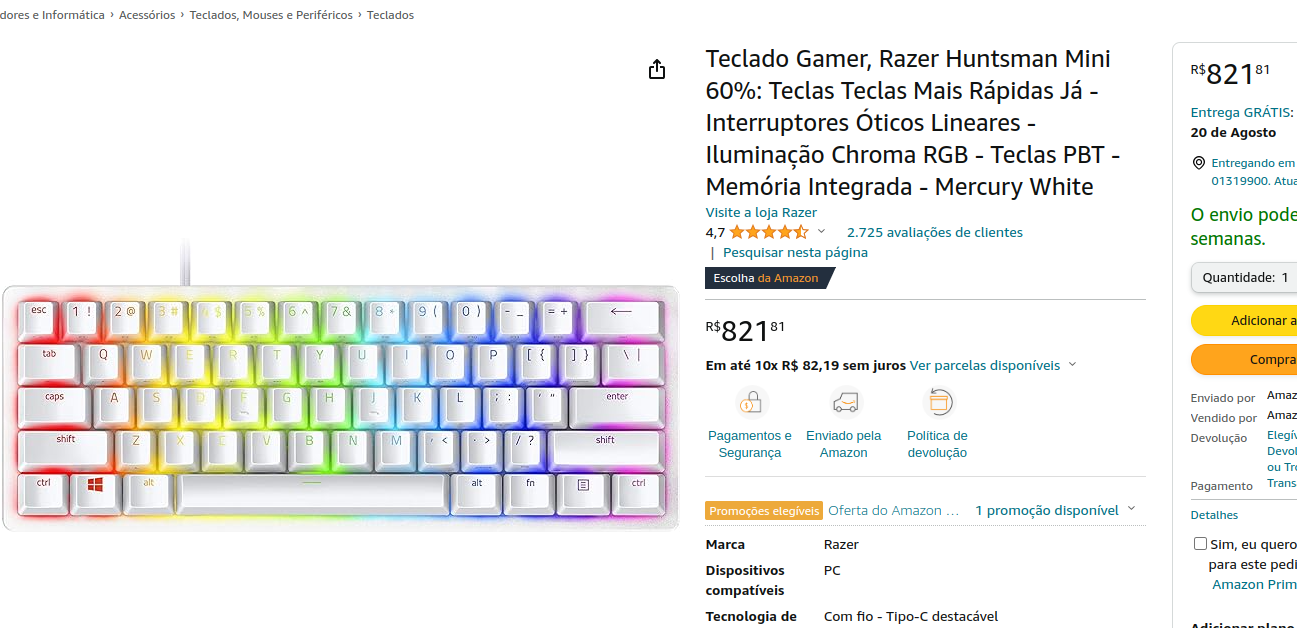 dores e Informática › Acessórios › Teclados, Mouses e Periféricos › Teclados
Teclado Gamer, Razer Huntsman Mini
60%: Teclas Teclas Mais Rápidas Já -
Interruptores Óticos Lineares -
Iluminação Chroma RGB - Teclas PBT -
Memória Integrada - Mercury White
Visite a loja Razer
4,7 2.725 avaliações de clientes
| Pesquisar nesta página
Escolha da Amazon
R$821 81
Em até 10x R$ 82,19 sem juros Ver parcelas disponíveis
Pagamentos e
Segurança
Enviado pela
Amazon
Política de
devolução
Promoções elegíveis Oferta do Amazon ... 1 promoção disponível
Marca Razer
Dispositivos
compatíveis
PC
Tecnologia de Com fio - Tipo-C destacável
R$821 81
Entrega GRÁTIS:
20 de Agosto
Entregando em
01319900. Atua
O envio pode
semanas.
Quantidade: 1
Adicionar a
Compra
Enviado por Amaz
Vendido por Amaz
Devolução Elegív
Devol
ou Tro
Pagamento Trans
Detalhes
Sim, eu quero
para este pedi
Amazon Prim
Adicionar plano
esc 1 ! 2 @ 3 # 4 $ 5 % 6 ^ 7 & 8 * 9 ( 0 ) - _ = + ←
tab Q W E R T Y U I O P [ { ] } \ |
caps A S D F G H J K L ; : ' " enter
shift Z X C V B N M , < . > / ? shift
ctrl alt alt fn ctrl